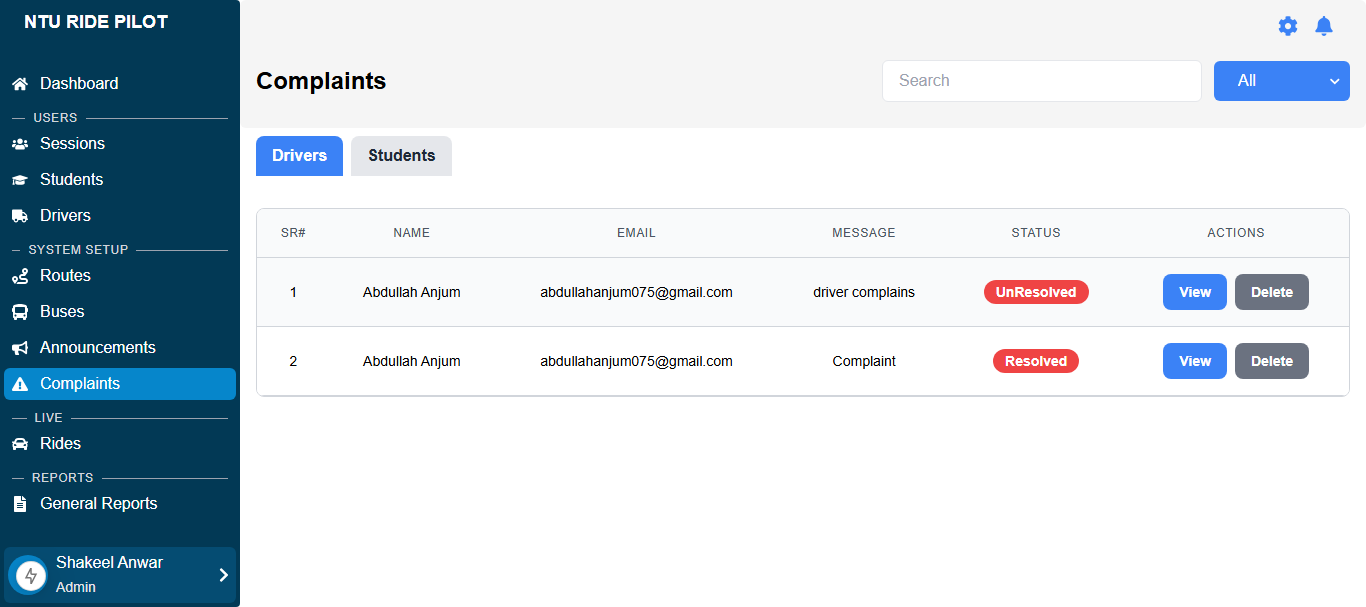 NTU RIDE PILOT
Dashboard
USERS
Sessions
Students
Drivers
SYSTEM SETUP
Routes
Buses
Announcements
Complaints
LIVE
Rides
REPORTS
General Reports
Shakeel Anwar
Admin
Complaints
Search
All
Drivers Students
SR# NAME EMAIL MESSAGE STATUS ACTIONS
1 Abdullah Anjum abdullahanjum075@gmail.com driver complains UnResolved View Delete
2 Abdullah Anjum abdullahanjum075@gmail.com Complaint Resolved View Delete